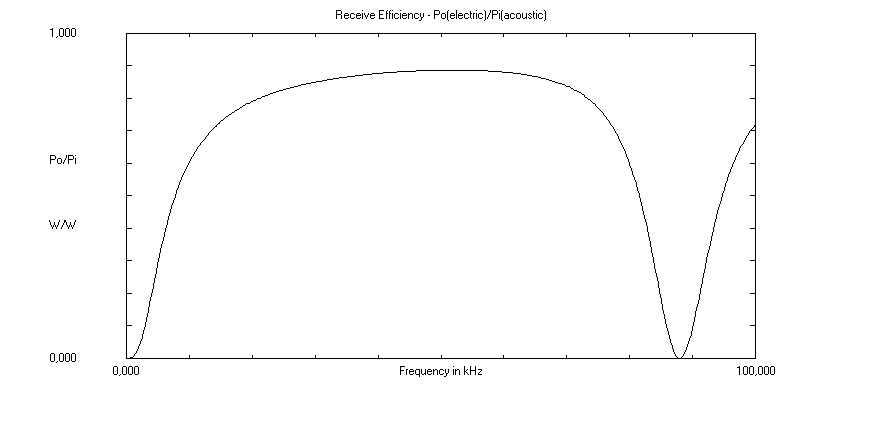 Receive Efficiency - Po(electric)/Pi(acoustic)
1,000
Po/Pi
W/W
0,000
0,000 Frequency in kHz 100,000